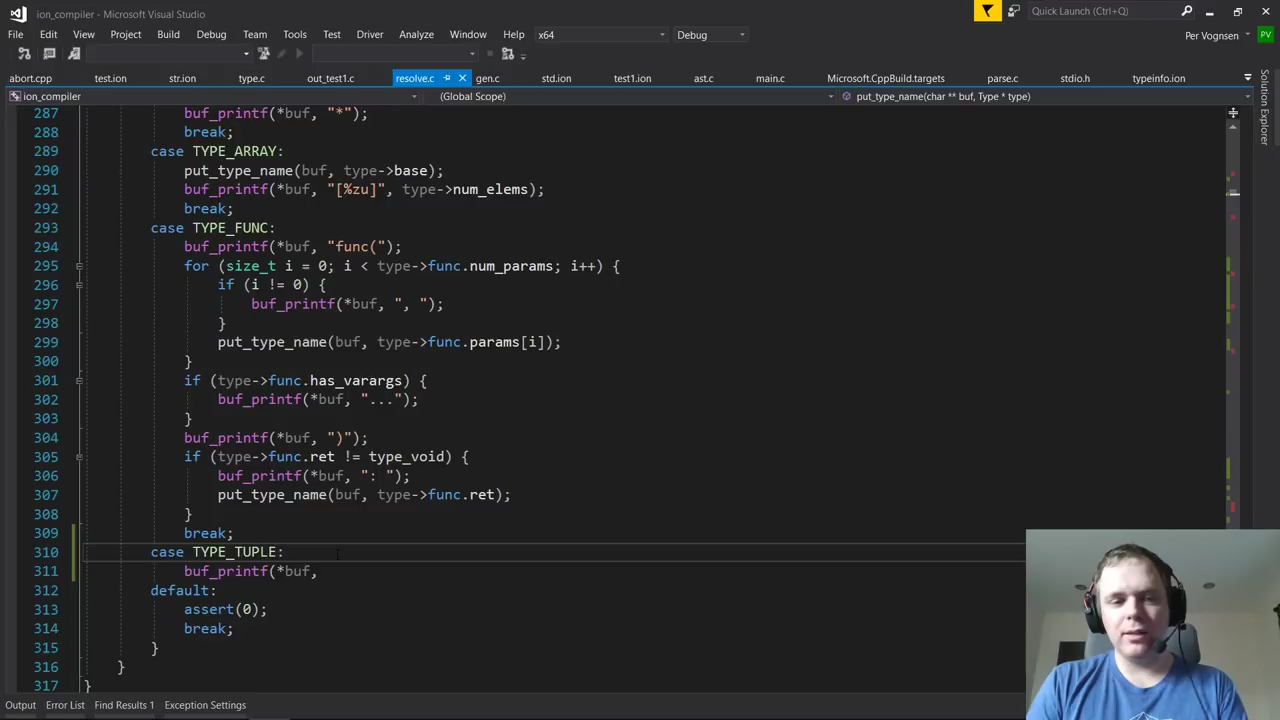 ion_compiler - Microsoft Visual Studio
Quick Launch (Ctrl+Q)
File Edit View Project Build Debug Team Tools Test Driver Analyze Window Help x64 Debug Per Vognsen PV
abort.cpp test.ion str.ion type.c out_test1.c resolve.c gen.c std.ion test1.ion ast.c main.c Microsoft.CppBuild.targets parse.c stdio.h typeinfo.ion
ion_compiler (Global Scope) put_type_name(char ** buf, Type * type)
Solution Explorer
287 buf_printf(*buf, "*");
288 break;
289 case TYPE_ARRAY:
290 put_type_name(buf, type->base);
291 buf_printf(*buf, "[%zu]", type->num_elems);
292 break;
293 case TYPE_FUNC:
294 buf_printf(*buf, "func(");
295 for (size_t i = 0; i < type->func.num_params; i++) {
296 if (i != 0) {
297 buf_printf(*buf, ", ");
298 }
299 put_type_name(buf, type->func.params[i]);
300 }
301 if (type->func.has_varargs) {
302 buf_printf(*buf, "...");
303 }
304 buf_printf(*buf, ")");
305 if (type->func.ret != type_void) {
306 buf_printf(*buf, ": ");
307 put_type_name(buf, type->func.ret);
308 }
309 break;
310 case TYPE_TUPLE:
311 buf_printf(*buf,
312 default:
313 assert(0);
314 break;
315 }
316 }
317 }
Output Error List Find Results 1 Exception Settings